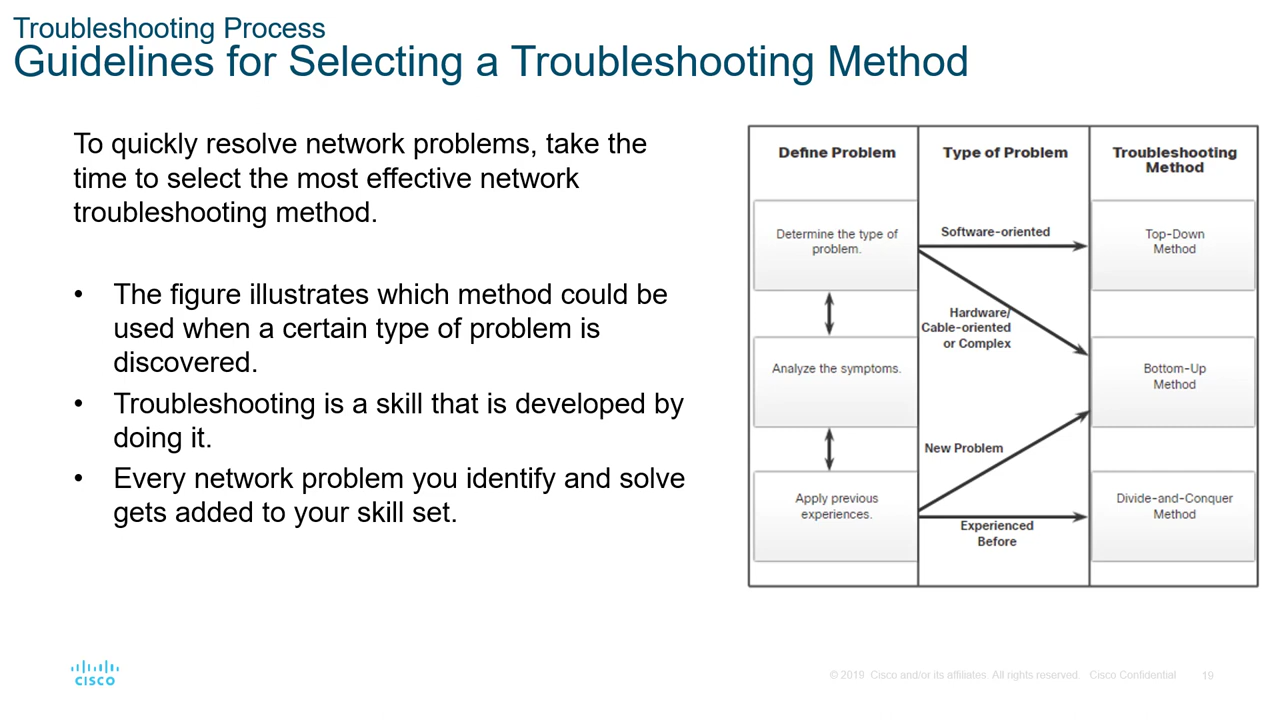 Troubleshooting Process
Guidelines for Selecting a Troubleshooting Method
To quickly resolve network problems, take the
time to select the most effective network
troubleshooting method.
• The figure illustrates which method could be
used when a certain type of problem is
discovered.
• Troubleshooting is a skill that is developed by
doing it.
• Every network problem you identify and solve
gets added to your skill set.
Define Problem
Type of Problem
Troubleshooting
Method
Determine the type of
problem.
Software-oriented
Top-Down
Method
Hardware/
Cable-oriented
or Complex
Analyze the symptoms.
Bottom-Up
Method
New Problem
Apply previous
experiences.
Experienced
Before
Divide-and-Conquer
Method
CISCO
© 2019 Cisco and/or its affiliates. All rights reserved. Cisco Confidential
19